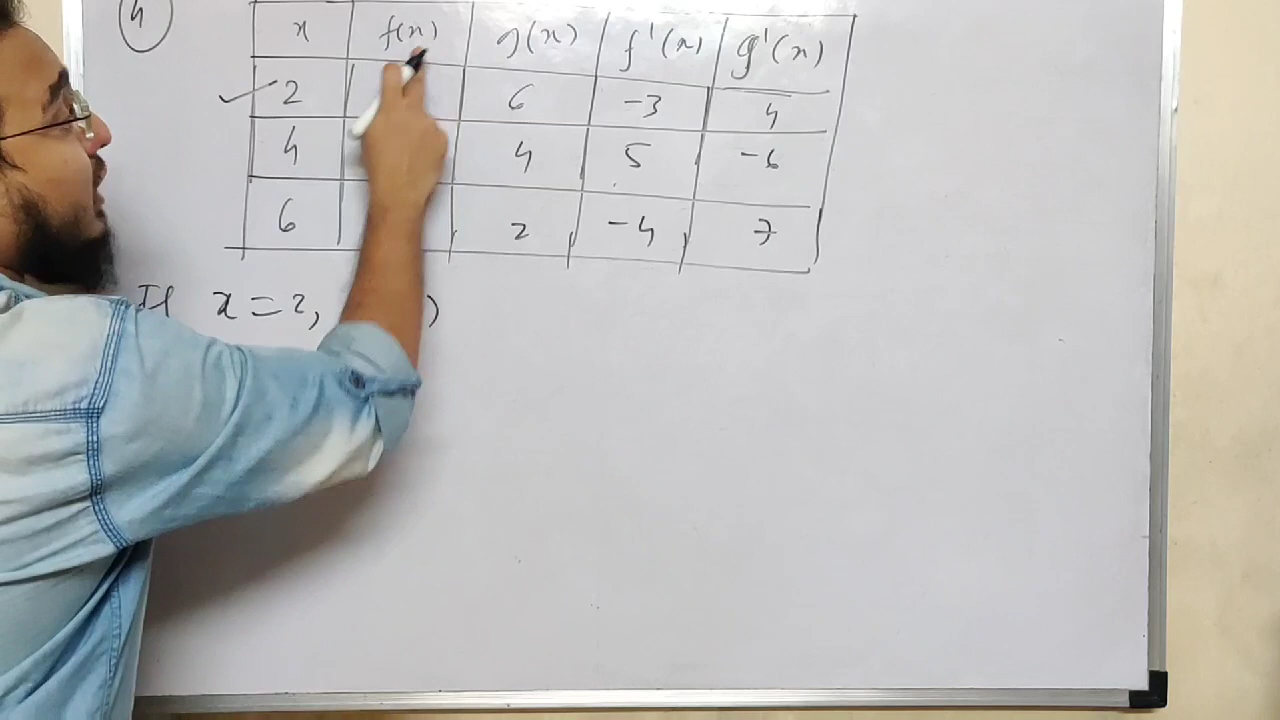 4
x f(x) g(x) f'(x) g'(x)
2 6 -3 4
4 4 5 -6
6 2 -4 7
If x = 2, )